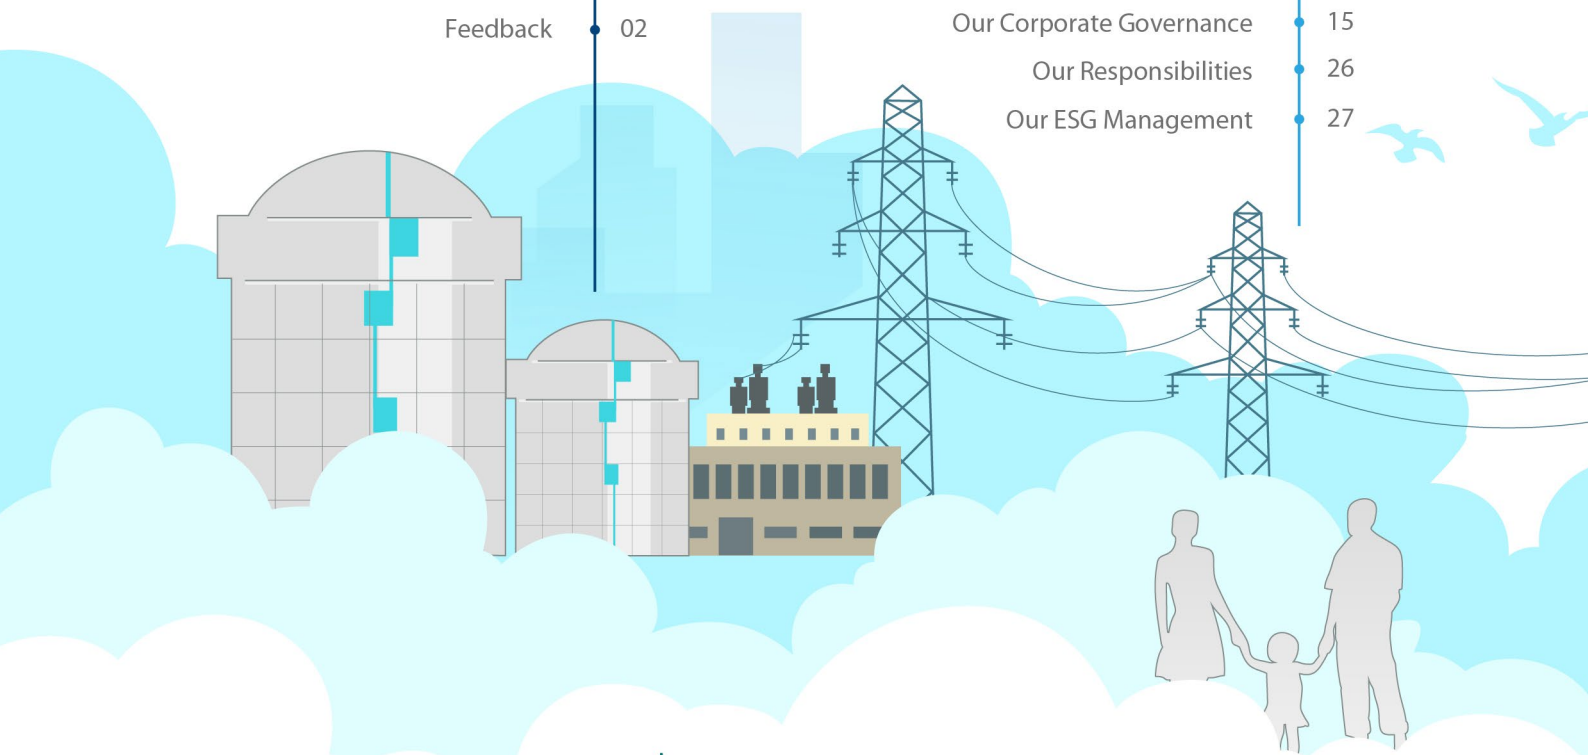 Feedback 02
Our Corporate Governance 15
Our Responsibilities 26
Our ESG Management 27